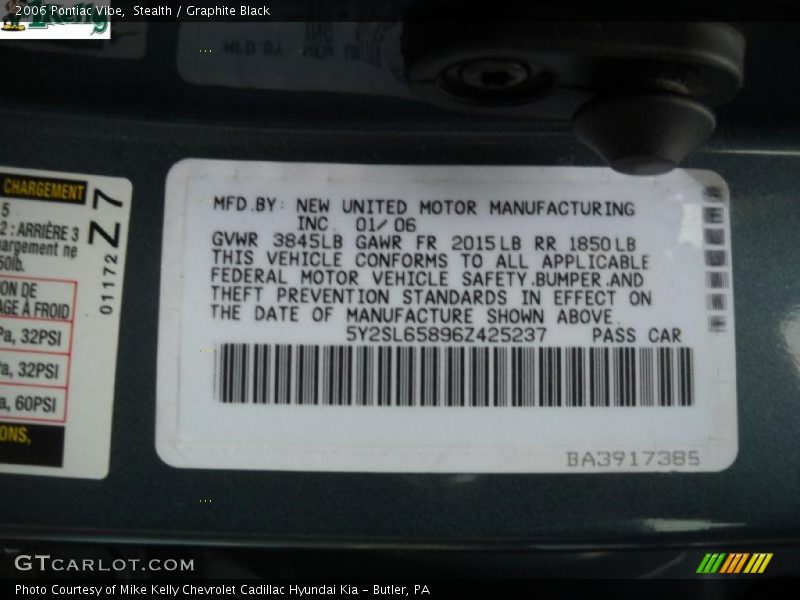 2006 Pontiac Vibe, Stealth / Graphite Black
CHARGEMENT
5
2 : ARRIÈRE 3
argement ne
50lb.
ION DE
AGE À FROID
Pa, 32PSI
Pa, 32PSI
a, 60PSI
ONS,
01172 Z7
MFD.BY: NEW UNITED MOTOR MANUFACTURING
INC. 01/06
GVWR 3845LB GAWR FR 2015LB RR 1850LB
THIS VEHICLE CONFORMS TO ALL APPLICABLE
FEDERAL MOTOR VEHICLE SAFETY,BUMPER,AND
THEFT PREVENTION STANDARDS IN EFFECT ON
THE DATE OF MANUFACTURE SHOWN ABOVE.
5Y2SL65896Z425237 PASS CAR
BA3917385
GTCARLOT.COM
Photo Courtesy of Mike Kelly Chevrolet Cadillac Hyundai Kia - Butler, PA